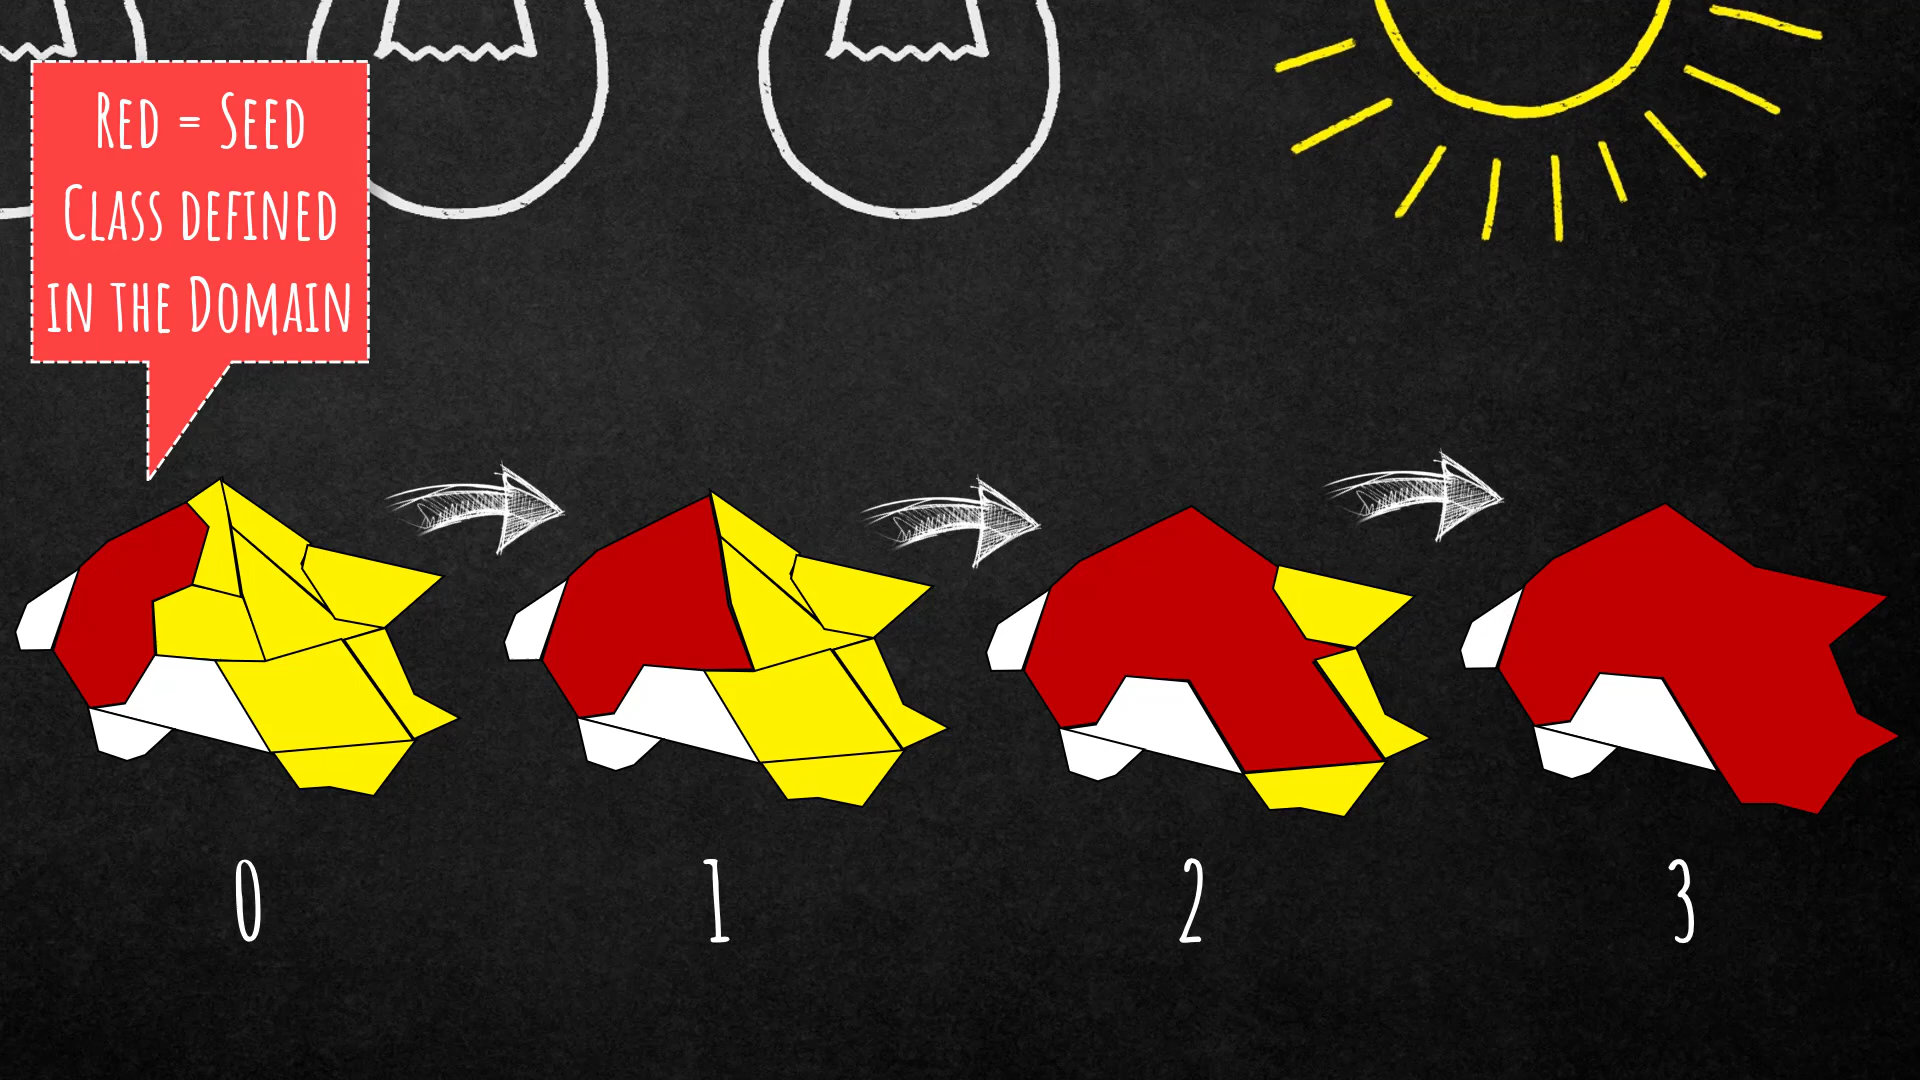 Red = Seed
Class defined
in the Domain
0
1
2
3